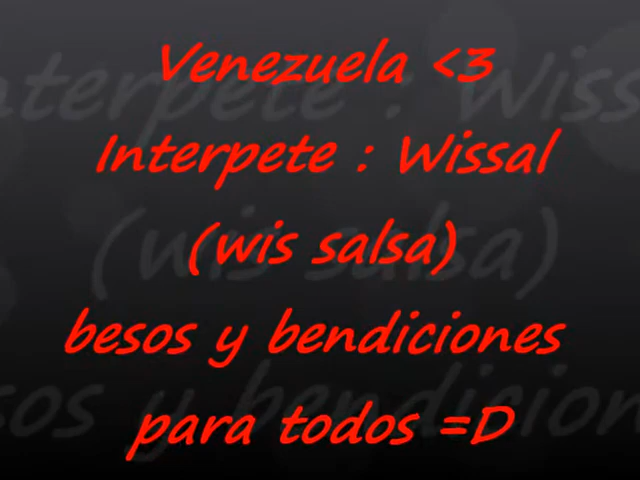 Venezuela <3
Interpete : Wissal
(wis salsa)
besos y bendiciones
para todos =D